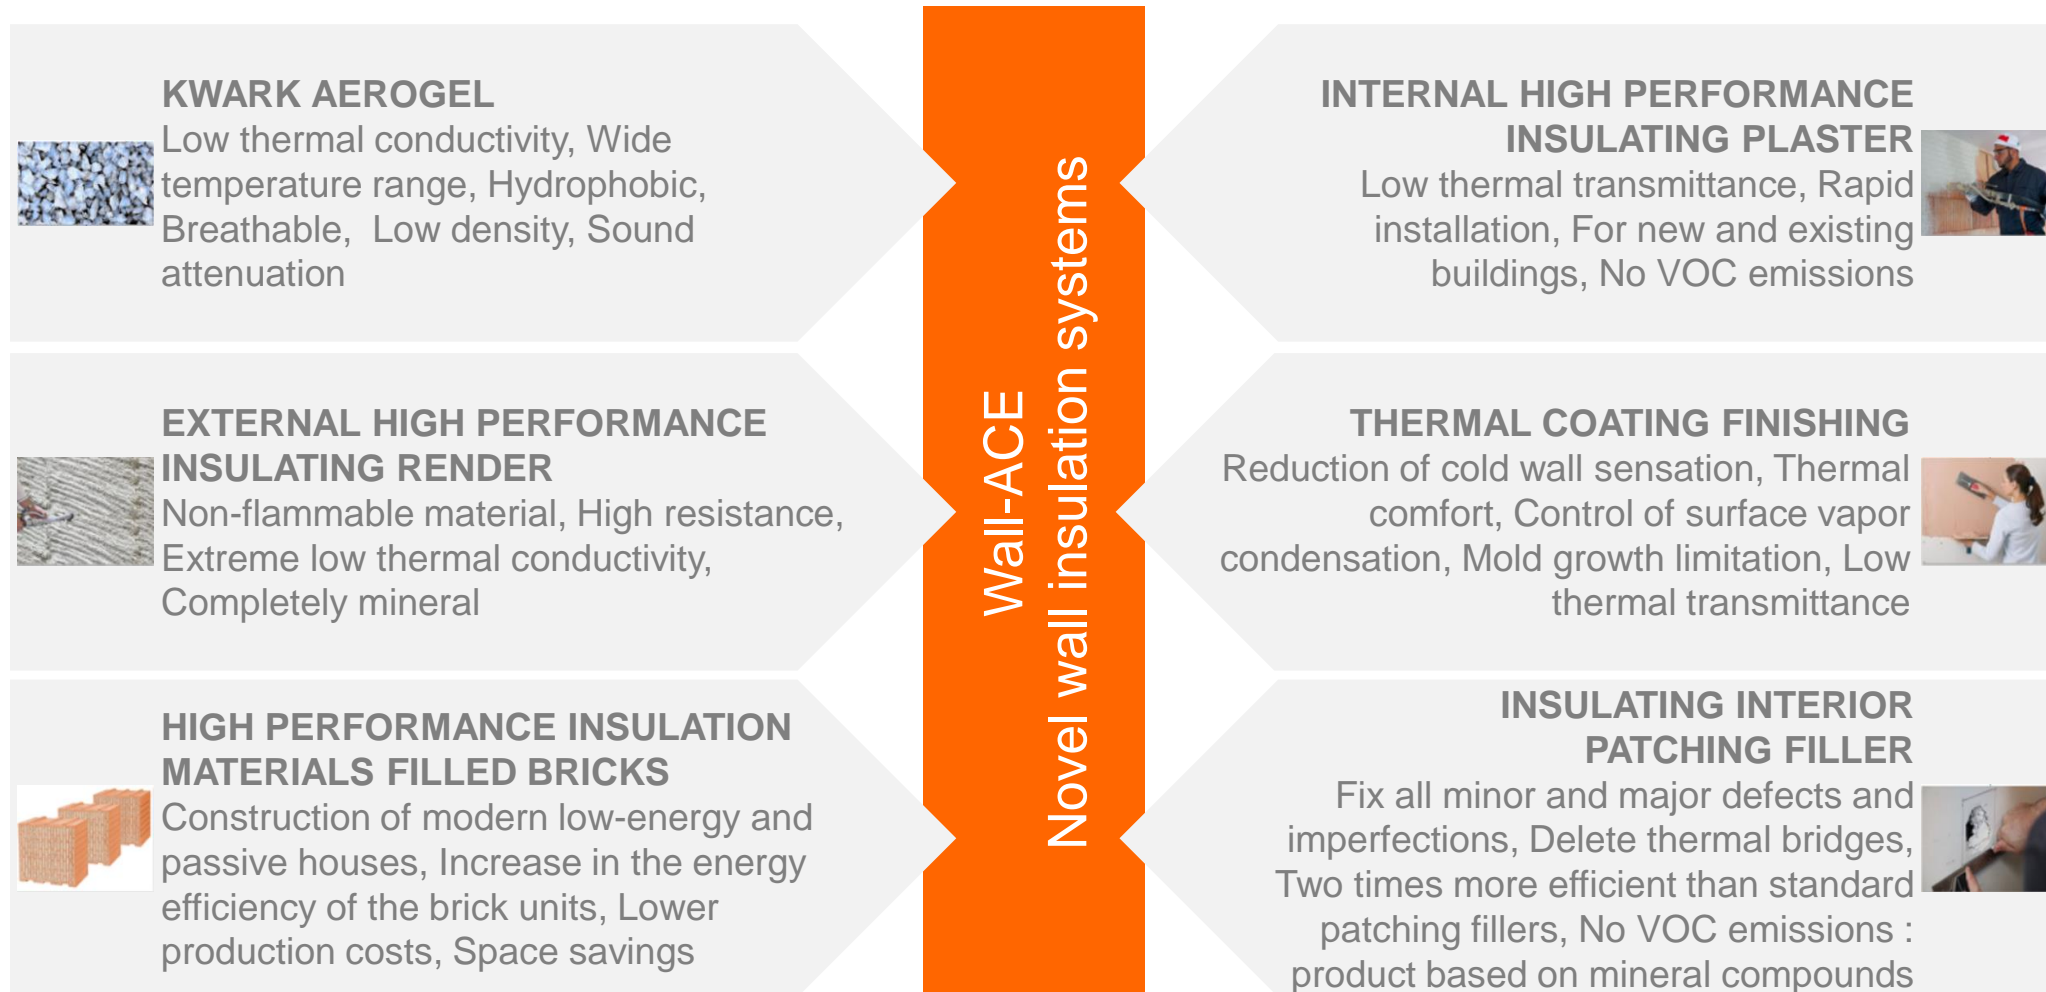 KWARK AEROGEL
Low thermal conductivity, Wide
temperature range, Hydrophobic,
Breathable,  Low density, Sound
attenuation
EXTERNAL HIGH PERFORMANCE
INSULATING RENDER
Non-flammable material, High resistance,
Extreme low thermal conductivity,
Completely mineral
HIGH PERFORMANCE INSULATION
MATERIALS FILLED BRICKS
Construction of modern low-energy and
passive houses, Increase in the energy
efficiency of the brick units, Lower
production costs, Space savings
Wall-ACE
Novel wall insulation systems
INTERNAL HIGH PERFORMANCE
INSULATING PLASTER
Low thermal transmittance, Rapid
installation, For new and existing
buildings, No VOC emissions
THERMAL COATING FINISHING
Reduction of cold wall sensation, Thermal
comfort, Control of surface vapor
condensation, Mold growth limitation, Low
thermal transmittance
INSULATING INTERIOR
PATCHING FILLER
Fix all minor and major defects and
imperfections, Delete thermal bridges,
Two times more efficient than standard
patching fillers, No VOC emissions :
product based on mineral compounds